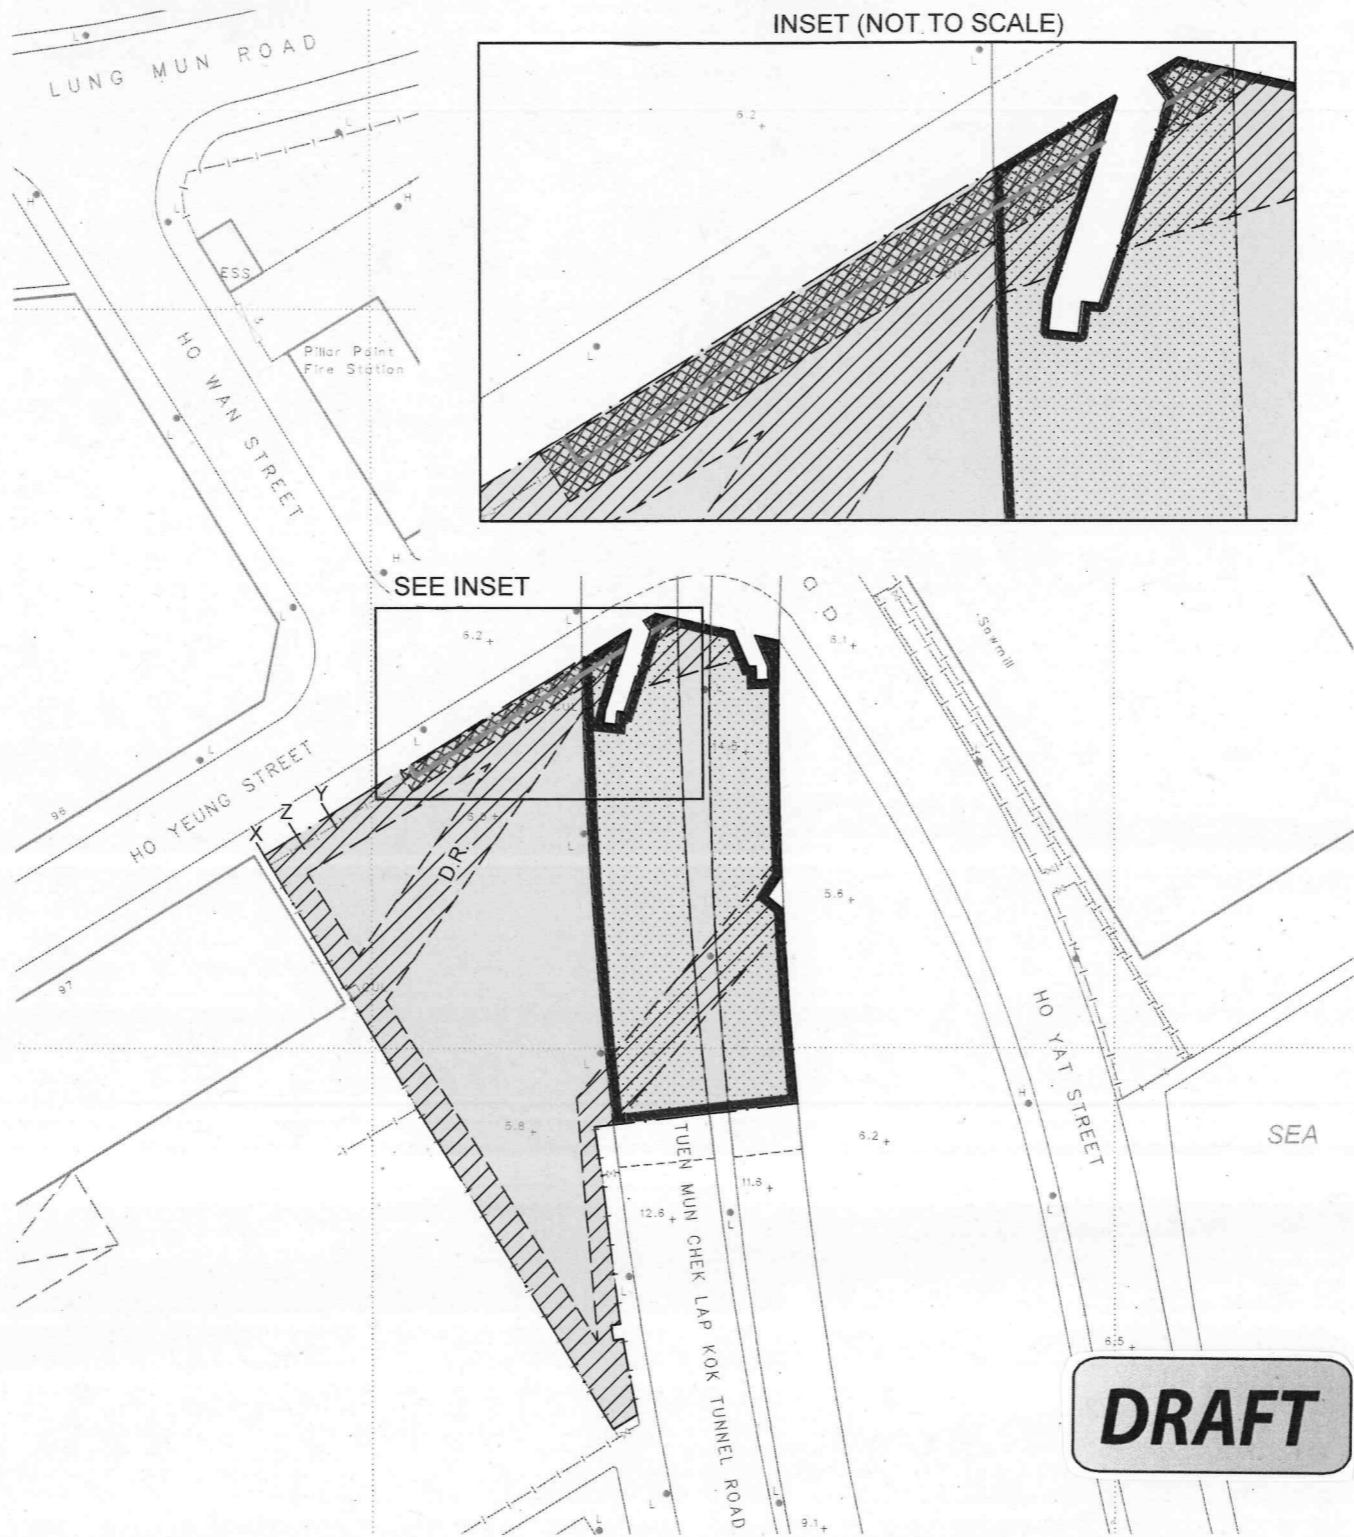 INSET (NOT TO SCALE)
LUNG MUN ROAD
L
L
H
L
H
6.2
L
ESS
HO WAN STREET
Pillar Point
Fire Station
L
L
H
SEE INSET
6.2
L
6.1
Sawmill
L
HO YEUNG STREET
98
X
Z
Y
D.R.
L
5.6
97
HO YAT STREET
5.8
6.2
SEA
TUEN MUN CHEK LAP KOK TUNNEL ROAD
11.6
12.6
L
6.5
DRAFT
9.1